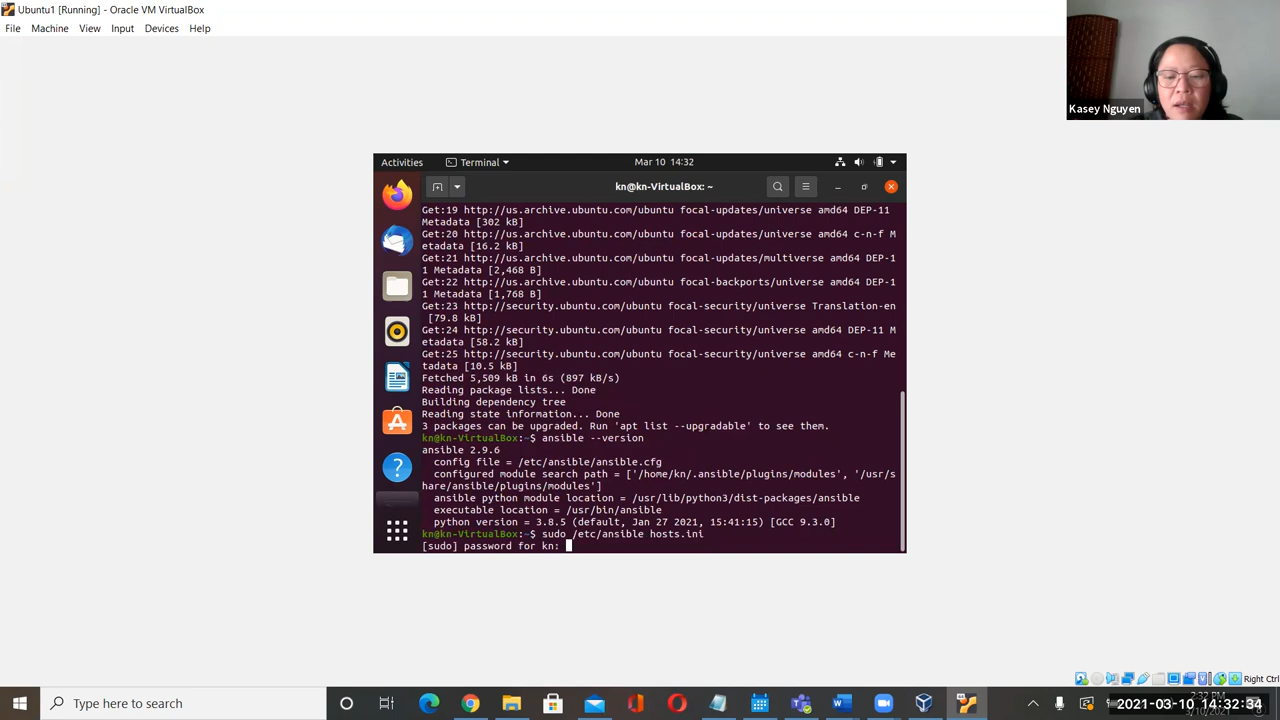 Ubuntu1 [Running] - Oracle VM VirtualBox
File Machine View Input Devices Help
Kasey Nguyen
Activities Terminal Mar 10 14:32
kn@kn-VirtualBox: ~
Get:19 http://us.archive.ubuntu.com/ubuntu focal-updates/universe amd64 DEP-11
Metadata [302 kB]
Get:20 http://us.archive.ubuntu.com/ubuntu focal-updates/universe amd64 c-n-f M
etadata [16.2 kB]
Get:21 http://us.archive.ubuntu.com/ubuntu focal-updates/multiverse amd64 DEP-1
1 Metadata [2,468 B]
Get:22 http://us.archive.ubuntu.com/ubuntu focal-backports/universe amd64 DEP-1
1 Metadata [1,768 B]
Get:23 http://security.ubuntu.com/ubuntu focal-security/universe Translation-en
[79.8 kB]
Get:24 http://security.ubuntu.com/ubuntu focal-security/universe amd64 DEP-11 M
etadata [58.2 kB]
Get:25 http://security.ubuntu.com/ubuntu focal-security/universe amd64 c-n-f Me
tadata [10.5 kB]
Fetched 5,509 kB in 6s (897 kB/s)
Reading package lists... Done
Building dependency tree
Reading state information... Done
3 packages can be upgraded. Run 'apt list --upgradable' to see them.
kn@kn-VirtualBox:~$ ansible --version
ansible 2.9.6
config file = /etc/ansible/ansible.cfg
configured module search path = ['/home/kn/.ansible/plugins/modules', '/usr/s
hare/ansible/plugins/modules']
ansible python module location = /usr/lib/python3/dist-packages/ansible
executable location = /usr/bin/ansible
python version = 3.8.5 (default, Jan 27 2021, 15:41:15) [GCC 9.3.0]
kn@kn-VirtualBox:~$ sudo /etc/ansible hosts.ini
[sudo] password for kn:
Right Ctrl
Type here to search
2:32 PM
2021-03-10 14:32:34
3/10/2021